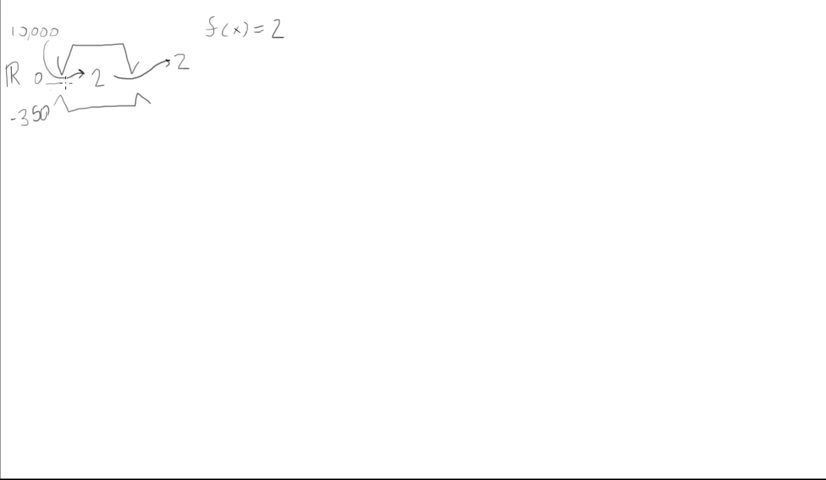 10,000
f(x) = 2
ℝ 0 → 2 → 2
-350